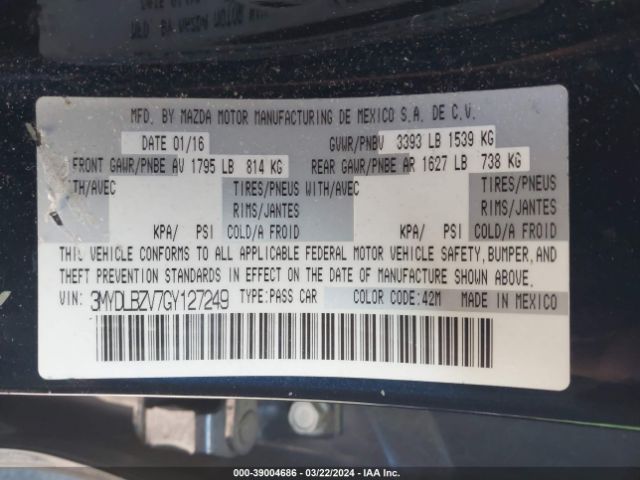 MFD. BY MAZDA MOTOR MANUFACTURING DE MEXICO S.A. DE C.V.
DATE 01/16 GVWR/PNBV 3393 LB 1539 KG
FRONT GAWR/PNBE AV 1795 LB 814 KG REAR GAWR/PNBE AR 1627 LB 738 KG
TH/AVEC TIRES/PNEUS WITH/AVEC TIRES/PNEUS
RIMS/JANTES RIMS/JANTES
KPA/ PSI COLD/A FROID KPA/ PSI COLD/A FROID
THIS VEHICLE CONFORMS TO ALL APPLICABLE FEDERAL MOTOR VEHICLE SAFETY, BUMPER, AND
THEFT PREVENTION STANDARDS IN EFFECT ON THE DATE OF MANUFACTURE SHOWN ABOVE.
VIN: 3MYDLBZV7GY127249 TYPE:PASS CAR COLOR CODE:42M MADE IN MEXICO
000-39004686 - 03/22/2024 - IAA Inc.